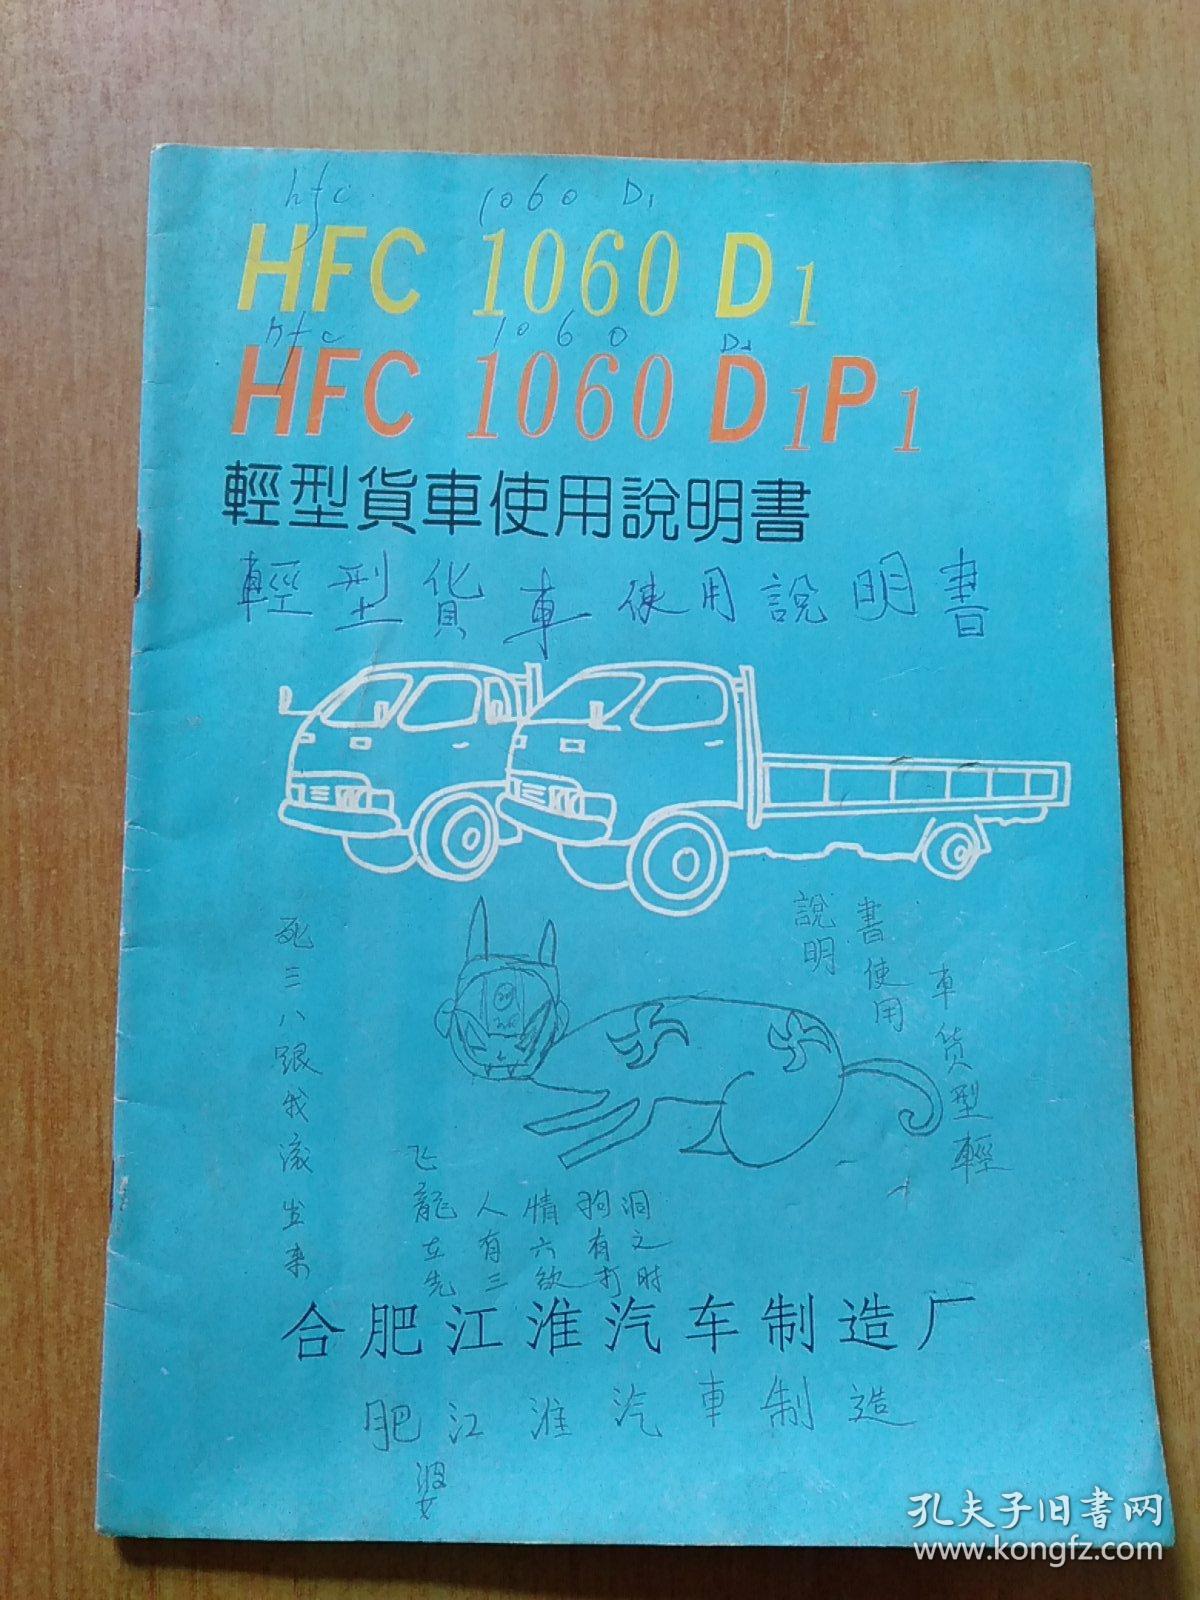 hfc 1060 D1
HFC 1060 D1
hfc 1060 D1
HFC 1060 D1P1
輕型貨車使用說明書
輕型貨車使用說明書
說明
書使用
車货型輕
死三八跟我滚出来
飞龍左先
人有三
情六欲
狗有打
洞之时
合肥江淮汽车制造厂
肥江淮汽車制造
婆
孔夫子旧书网
www.kongfz.com